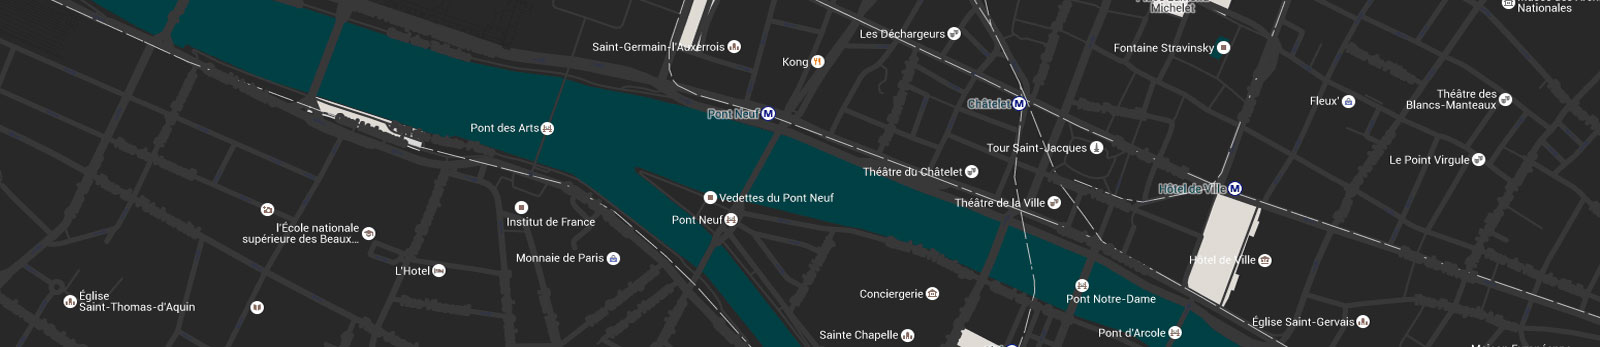 Michelet
Nationales
Les Déchargeurs
Saint-Germain-l'Auxerrois
Fontaine Stravinsky
Kong
Pont Neuf
Châtelet
Fleux'
Théâtre des
Blancs-Manteaux
Pont des Arts
Tour Saint-Jacques
Le Point Virgule
Théâtre du Châtelet
Hôtel de Ville
Vedettes du Pont Neuf
Théâtre de la Ville
Institut de France
Pont Neuf
l'École nationale
supérieure des Beaux...
Monnaie de Paris
Hôtel de Ville
L'Hotel
Conciergerie
Pont Notre-Dame
Église
Saint-Thomas-d'Aquin
Église Saint-Gervais
Sainte Chapelle
Pont d'Arcole